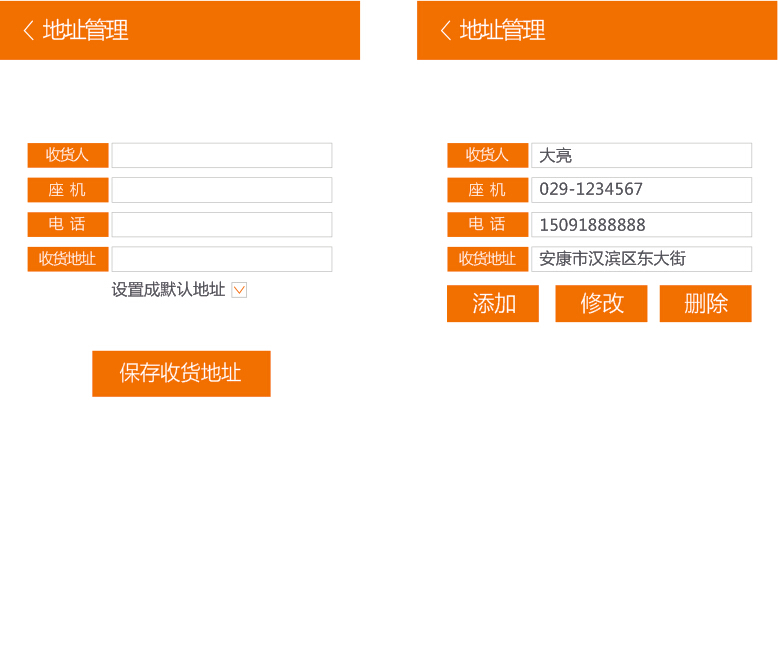 地址管理
收货人
座 机
电 话
收货地址
设置成默认地址
保存收货地址
地址管理
收货人 大亮
座 机 029-1234567
电 话 15091888888
收货地址 安康市汉滨区东大街
添加 修改 删除